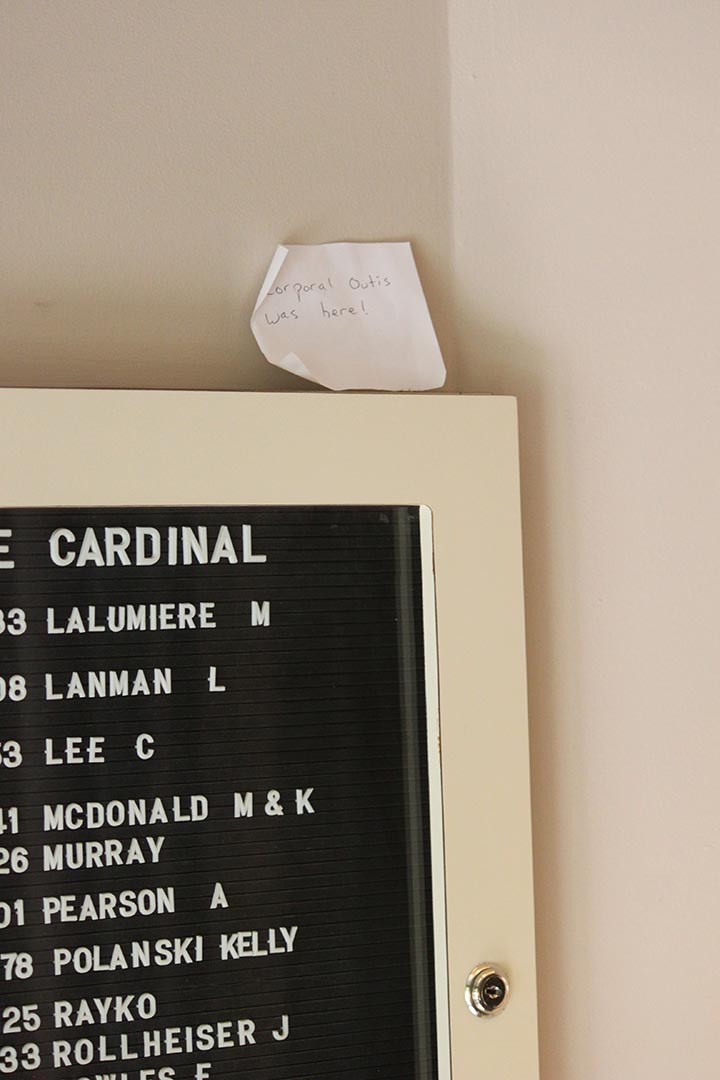 Corporal Outis
was here!
E CARDINAL
33 LALUMIERE M
08 LANMAN L
53 LEE C
41 MCDONALD M & K
26 MURRAY
01 PEARSON A
78 POLANSKI KELLY
25 RAYKO
33 ROLLHEISER J